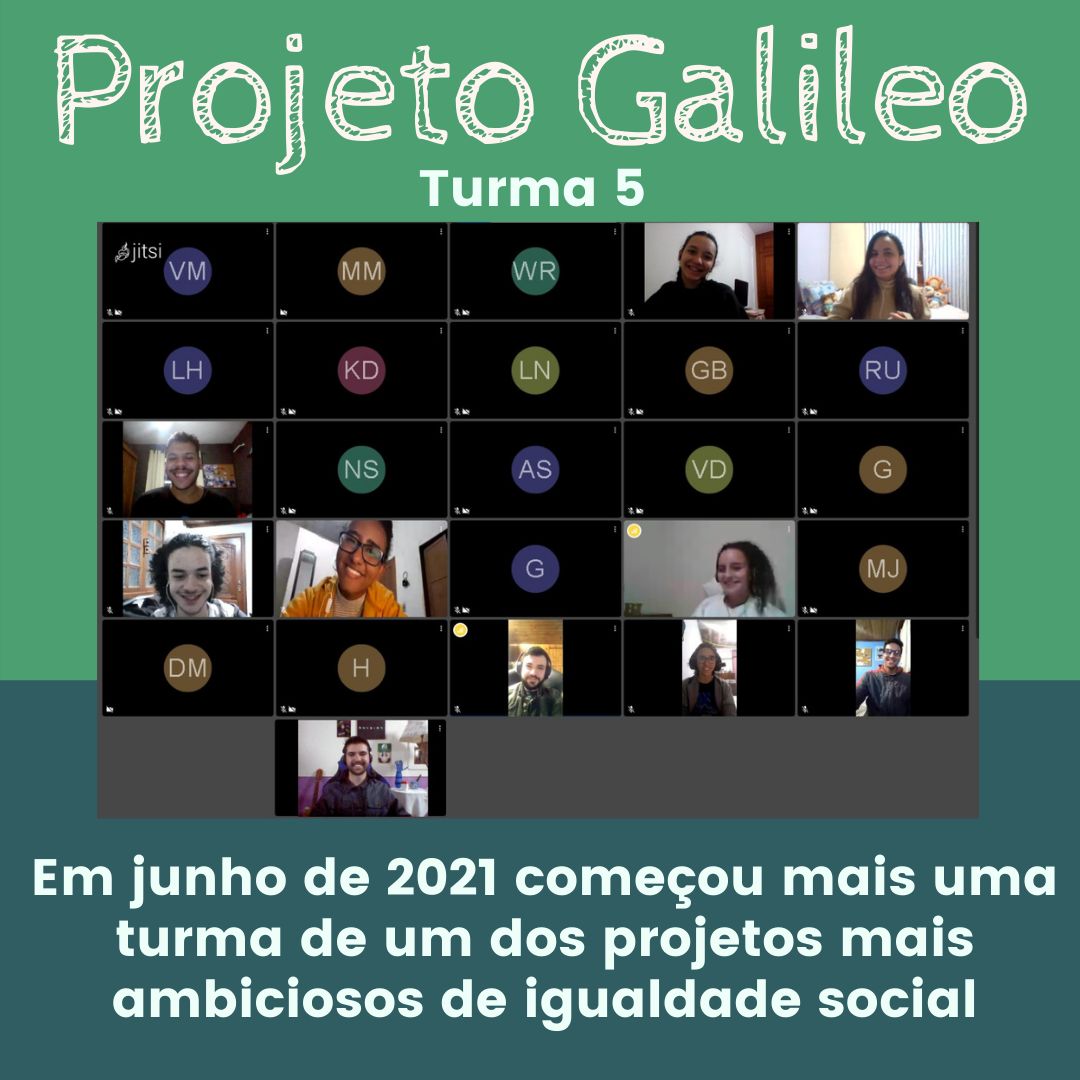 Projeto Galileo
Turma 5
jitsi
VM
MM
WR
LH
KD
LN
GB
RU
NS
AS
VD
G
G
MJ
DM
H
Em junho de 2021 começou mais uma
turma de um dos projetos mais
ambiciosos de igualdade social